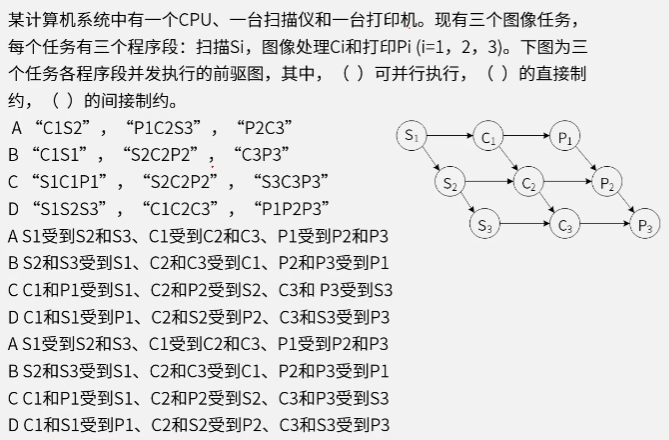 某计算机系统中有一个CPU、一台扫描仪和一台打印机。现有三个图像任务，
每个任务有三个程序段：扫描Si，图像处理Ci和打印Pi (i=1，2，3)。下图为三
个任务各程序段并发执行的前驱图，其中，（ ）可并行执行，（ ）的直接制
约，（ ）的间接制约。
A “C1S2”，“P1C2S3”，“P2C3”
B “C1S1”，“S2C2P2”，“C3P3”
C “S1C1P1”，“S2C2P2”，“S3C3P3”
D “S1S2S3”，“C1C2C3”，“P1P2P3”
S1 C1 P1
S2 C2 P2
S3 C3 P3
A S1受到S2和S3、C1受到C2和C3、P1受到P2和P3
B S2和S3受到S1、C2和C3受到C1、P2和P3受到P1
C C1和P1受到S1、C2和P2受到S2、C3和 P3受到S3
D C1和S1受到P1、C2和S2受到P2、C3和S3受到P3
A S1受到S2和S3、C1受到C2和C3、P1受到P2和P3
B S2和S3受到S1、C2和C3受到C1、P2和P3受到P1
C C1和P1受到S1、C2和P2受到S2、C3和P3受到S3
D C1和S1受到P1、C2和S2受到P2、C3和S3受到P3